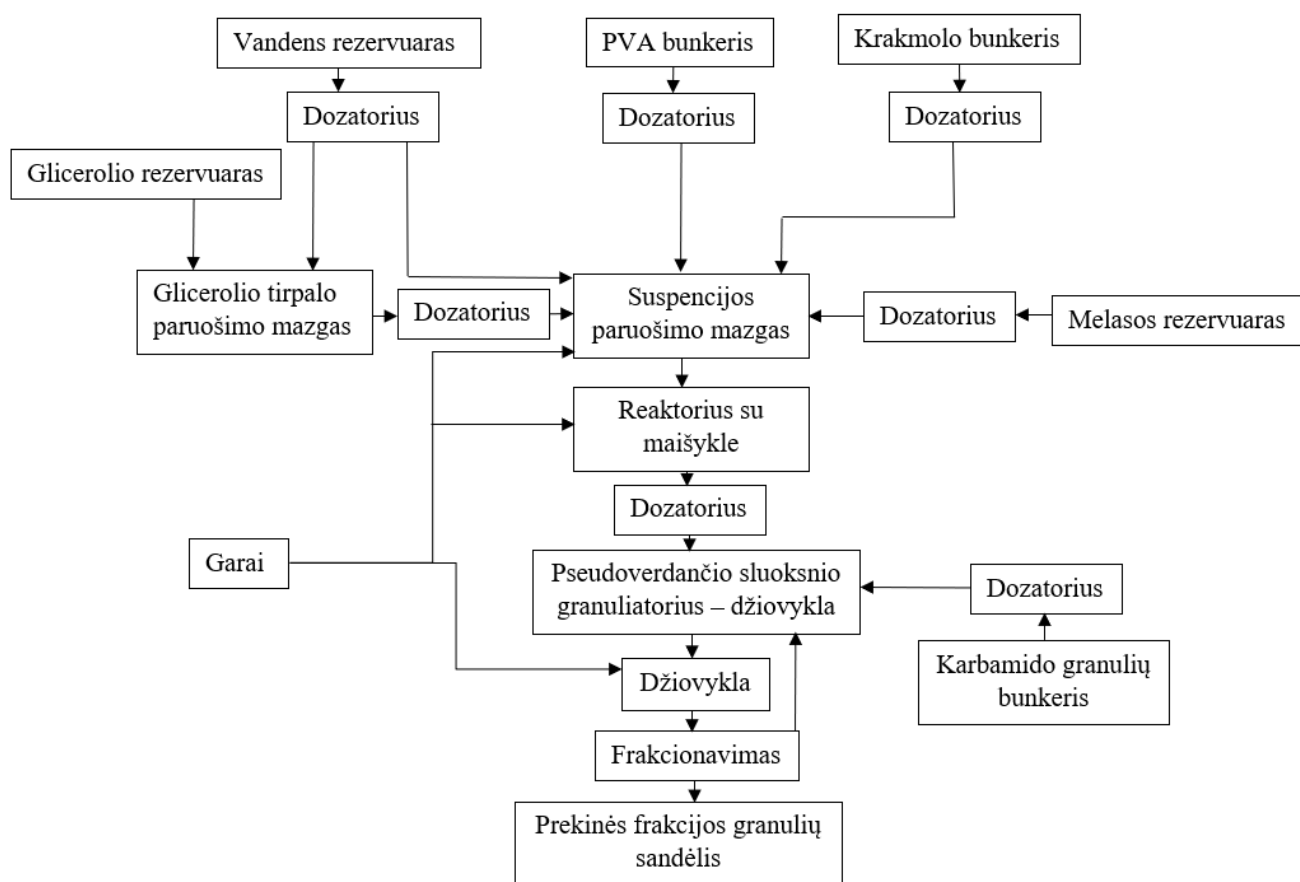 Vandens rezervuaras
PVA bunkeris
Krakmolo bunkeris
Dozatorius
Dozatorius
Dozatorius
Glicerolio rezervuaras
Glicerolio tirpalo
paruošimo mazgas
Dozatorius
Suspencijos
paruošimo mazgas
Dozatorius
Melasos rezervuaras
Reaktorius su
maišykle
Dozatorius
Garai
Pseudoverdančio sluoksnio
granuliatorius – džiovykla
Dozatorius
Karbamido granulių
bunkeris
Džiovykla
Frakcionavimas
Prekinės frakcijos granulių
sandėlis